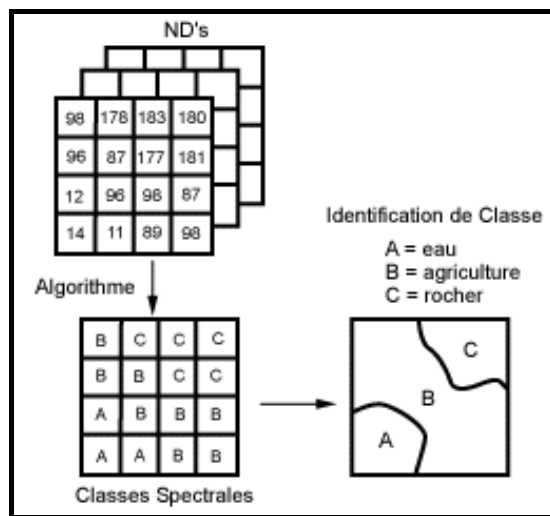 ND's
98 178 183 180
96 87 177 181
12 96 98 87
14 11 89 98
Identification de Classe
A = eau
B = agriculture
C = rocher
Algorithme
B C C C
B B C C
A B B B
A A B B
C
B
A
Classes Spectrales